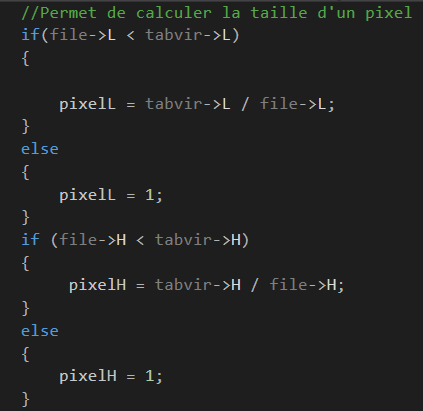 //Permet de calculer la taille d'un pixel
if(file->L < tabvir->L)
{
pixelL = tabvir->L / file->L;
}
else
{
pixelL = 1;
}
if (file->H < tabvir->H)
{
pixelH = tabvir->H / file->H;
}
else
{
pixelH = 1;
}